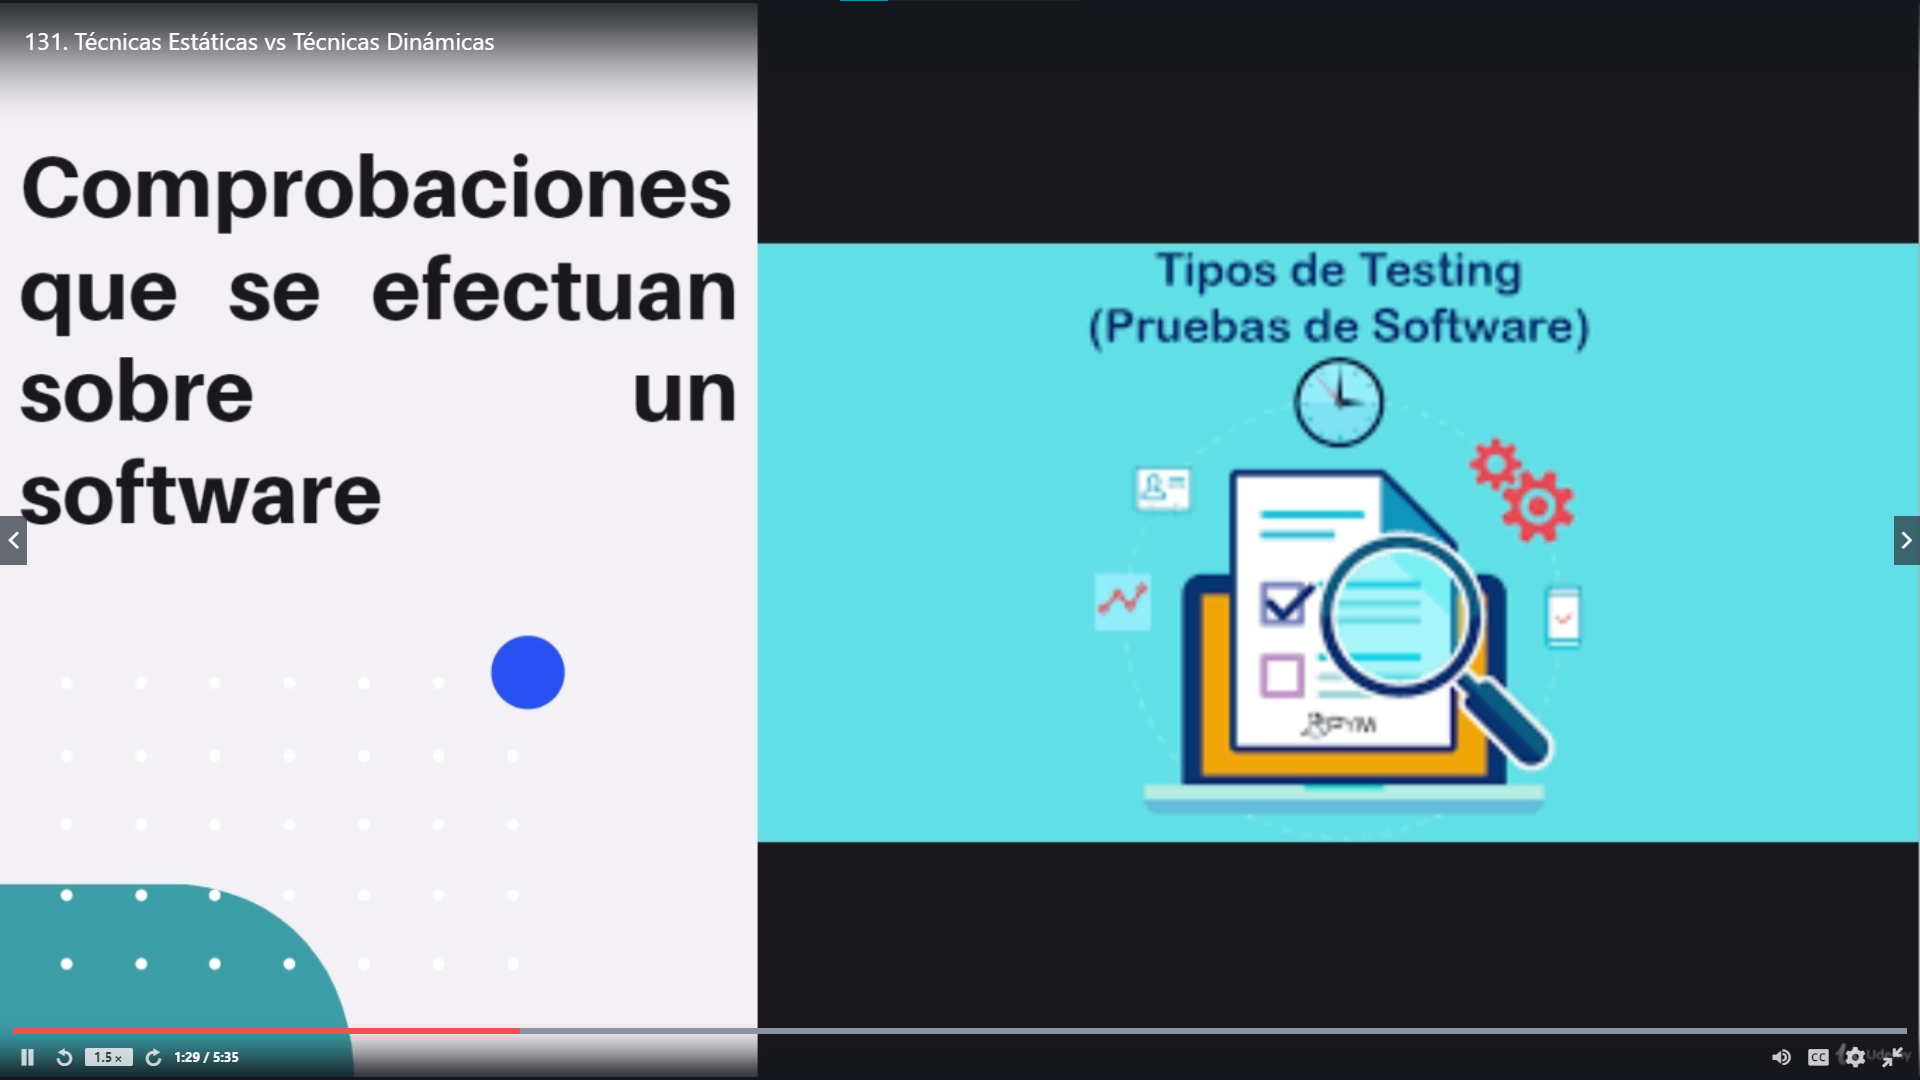 131. Técnicas Estáticas vs Técnicas Dinámicas
Comprobaciones
que se efectuan
sobre un
software
Tipos de Testing
(Pruebas de Software)
1.5×
1:29 / 5:35
CC